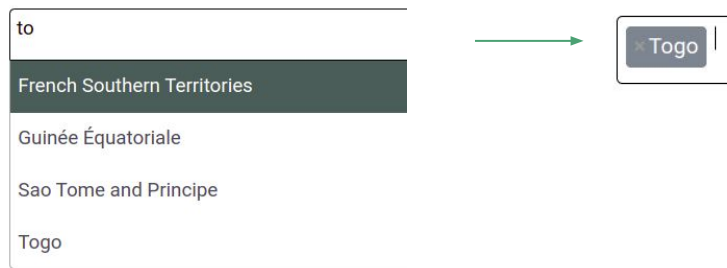 to
French Southern Territories
Guinée Équatoriale
Sao Tome and Principe
Togo
× Togo